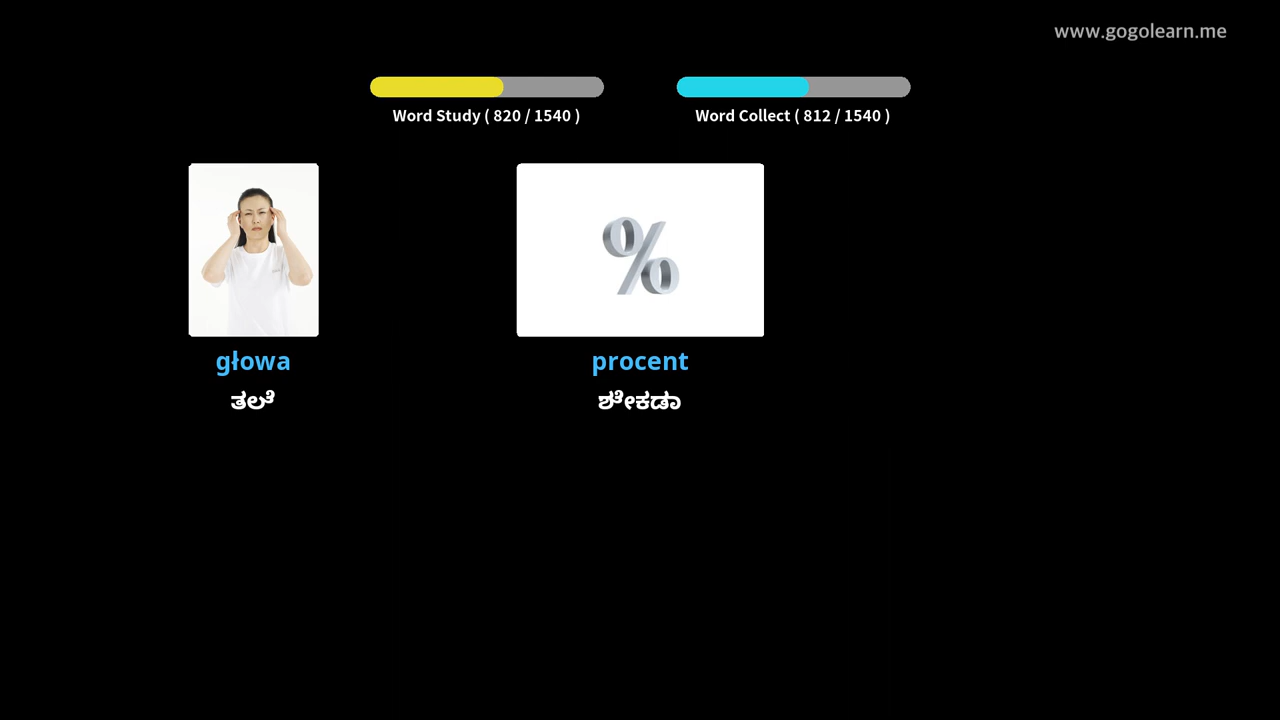 www.gogolearn.me
Word Study ( 820 / 1540 )
Word Collect ( 812 / 1540 )
%
głowa
procent
ತಲೆ
ಶೇಕಡಾ